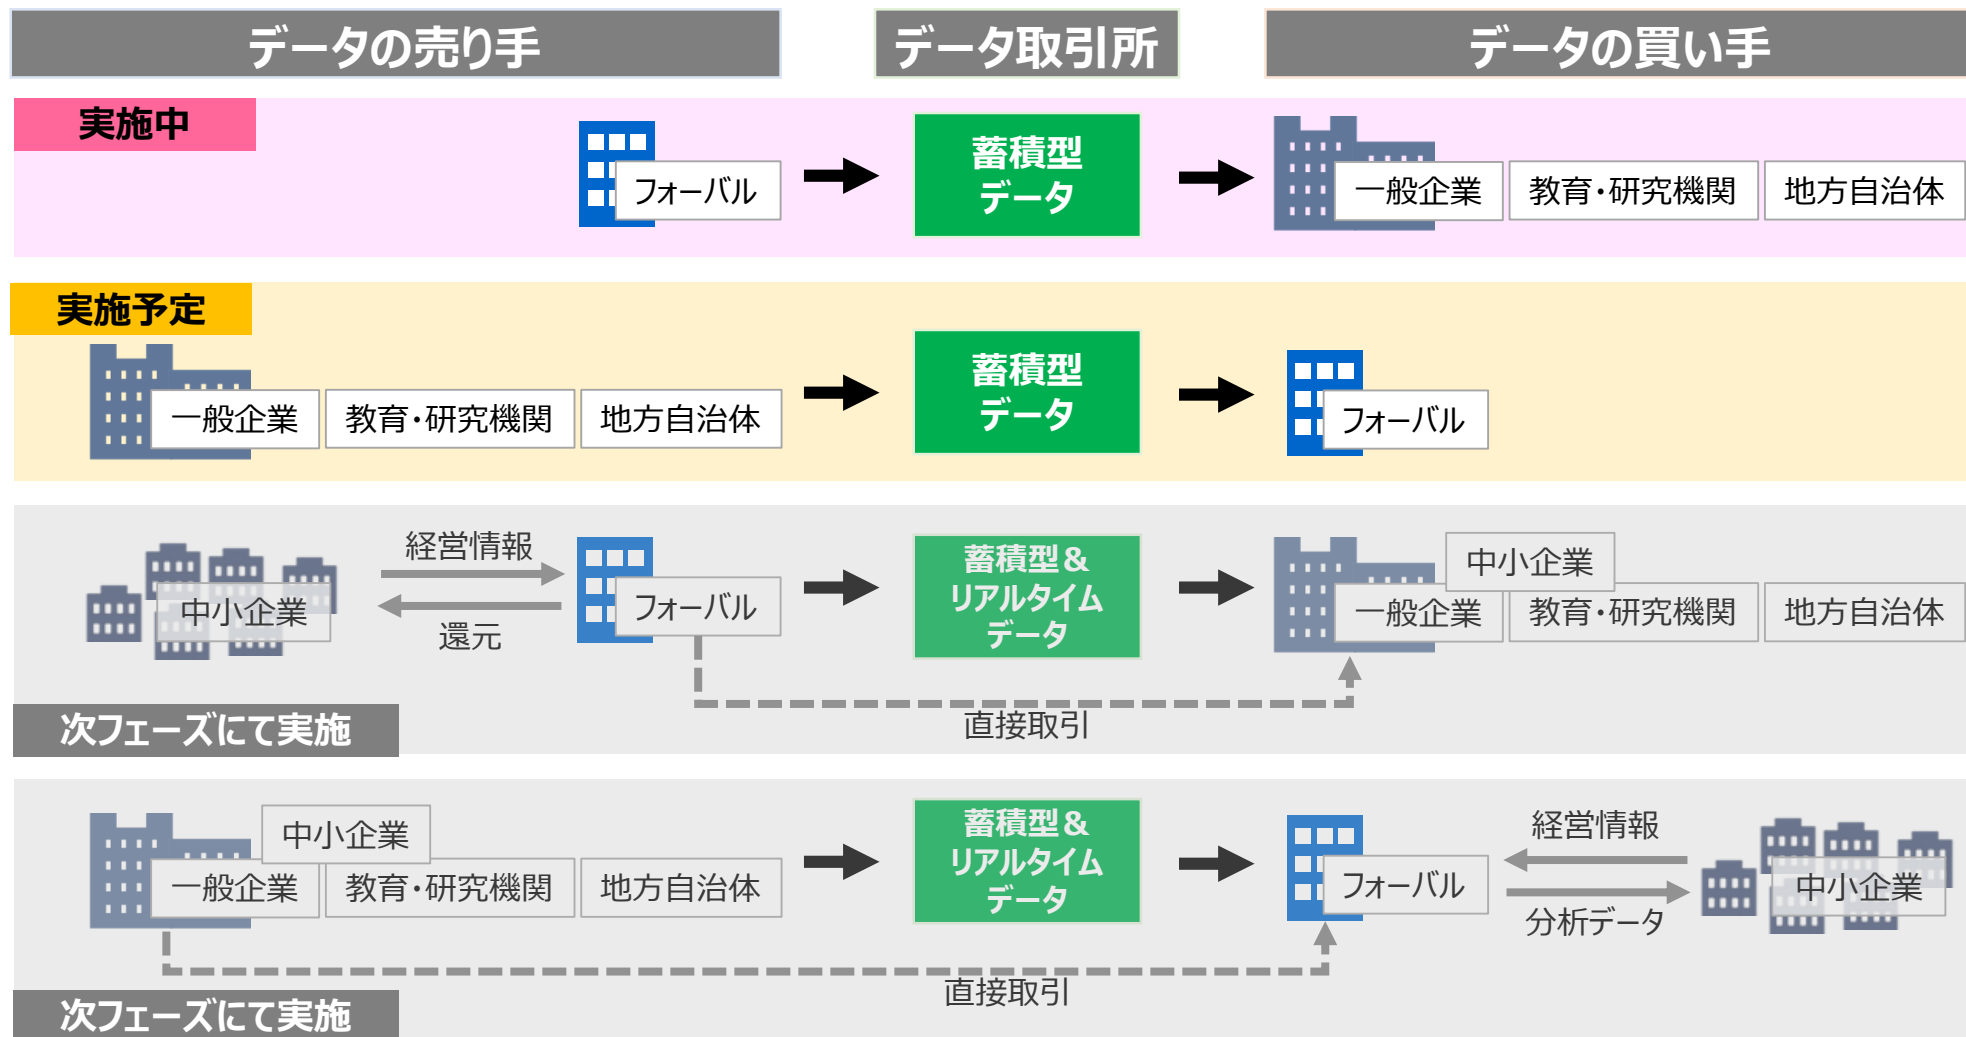 データの売り手
データ取引所
データの買い手
実施中
フォーバル
蓄積型
データ
一般企業
教育・研究機関
地方自治体
実施予定
一般企業
教育・研究機関
地方自治体
蓄積型
データ
フォーバル
中小企業
経営情報
還元
フォーバル
蓄積型&
リアルタイム
データ
中小企業
一般企業
教育・研究機関
地方自治体
直接取引
次フェーズにて実施
中小企業
一般企業
教育・研究機関
地方自治体
蓄積型&
リアルタイム
データ
フォーバル
経営情報
分析データ
中小企業
直接取引
次フェーズにて実施